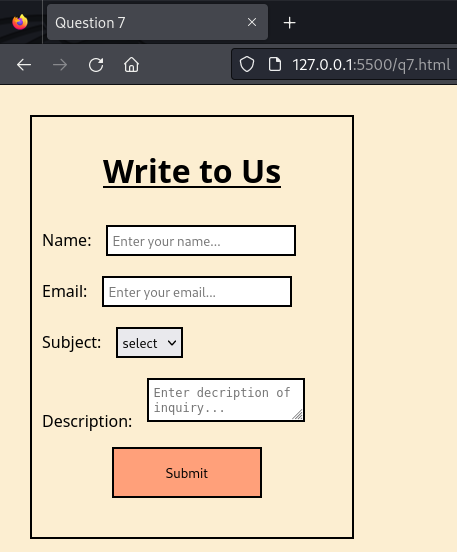 Question 7
127.0.0.1:5500/q7.html
Write to Us
Name: Enter your name...
Email: Enter your email...
Subject: select
Enter decription of
inquiry...
Description:
Submit